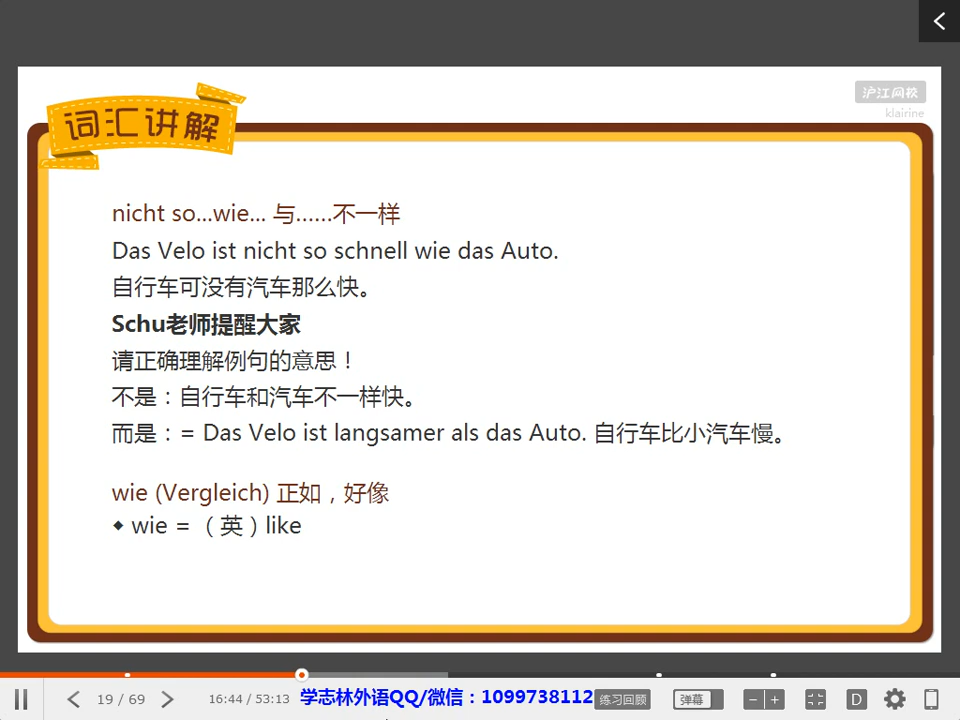 沪江网校
klairine
词汇讲解
nicht so...wie... 与……不一样
Das Velo ist nicht so schnell wie das Auto.
自行车可没有汽车那么快。
Schu老师提醒大家
请正确理解例句的意思！
不是：自行车和汽车不一样快。
而是：= Das Velo ist langsamer als das Auto. 自行车比小汽车慢。
wie (Vergleich) 正如，好像
◆ wie = （英）like
19 / 69 16:44 / 53:13 学志林外语QQ/微信：1099738112 练习回顾 弹幕 D